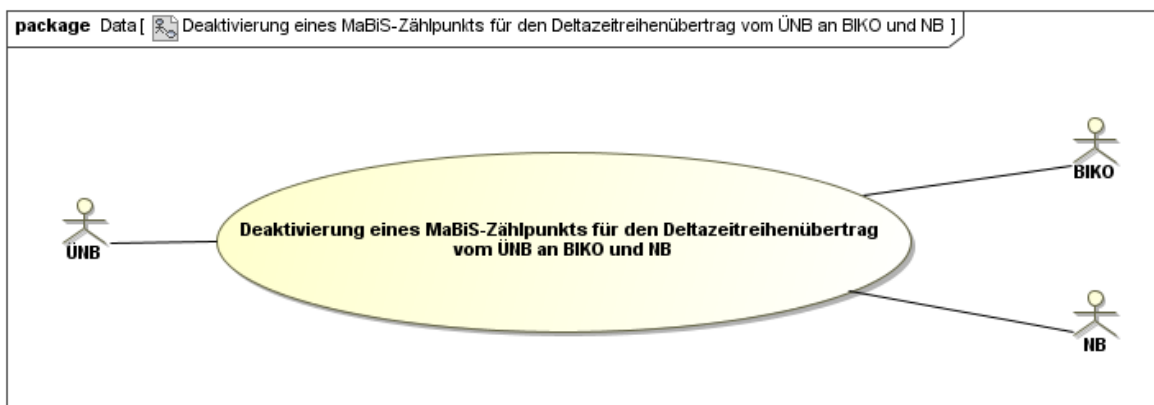 package Data [ Deaktivierung eines MaBiS-Zählpunkts für den Deltazeitreihenübertrag vom ÜNB an BIKO und NB ]
BIKO
ÜNB
Deaktivierung eines MaBiS-Zählpunkts für den Deltazeitreihenübertrag
vom ÜNB an BIKO und NB
NB